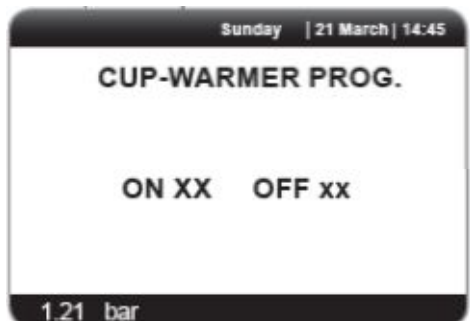 Sunday | 21 March | 14:45
CUP-WARMER PROG.
ON XX OFF xx
1.21 bar